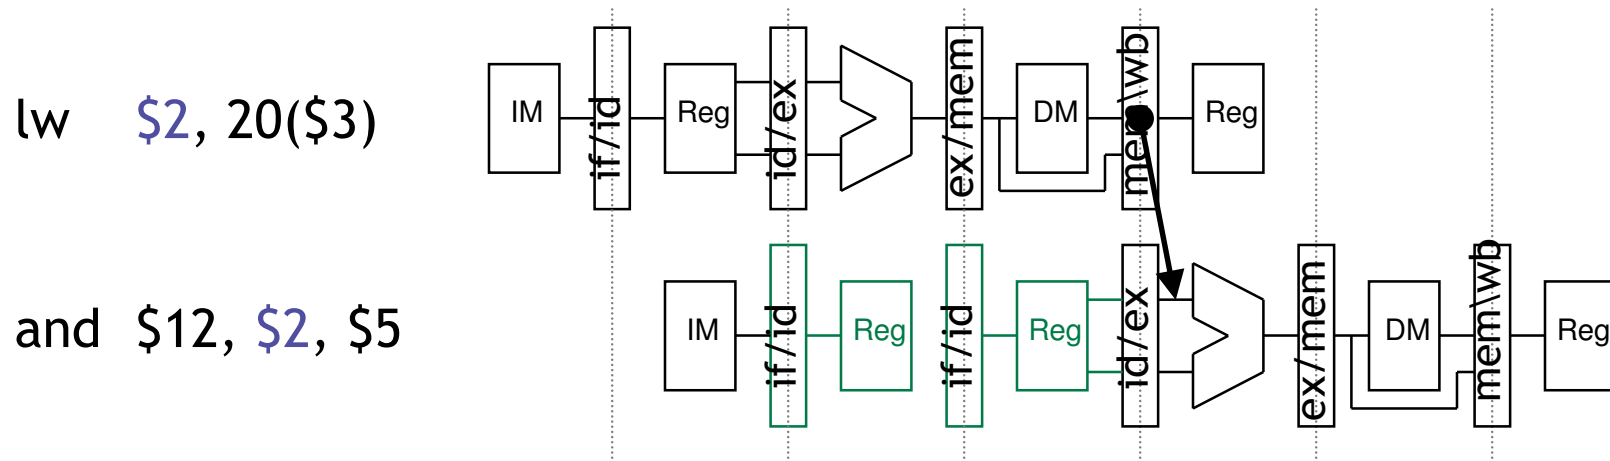 lw $2, 20($3)
IM if/id Reg id/ex ex/mem DM mem\wb Reg
and $12, $2, $5
IM if/id Reg if/id Reg id/ex ex/mem DM mem\wb Reg